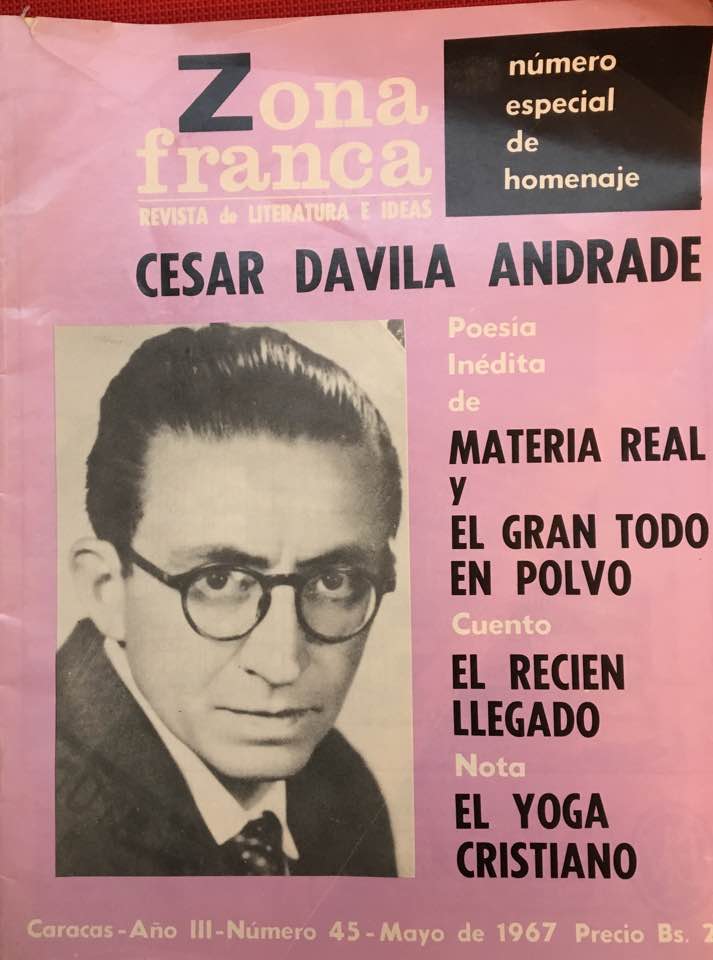 Zona
franca
REVISTA de LITERATURA E IDEAS
número
especial
de
homenaje
CESAR DAVILA ANDRADE
Poesía
Inédita
de
MATERIA REAL
y
EL GRAN TODO
EN POLVO
Cuento
EL RECIEN
LLEGADO
Nota
EL YOGA
CRISTIANO
Caracas-Año III-Número 45-Mayo de 1967 Precio Bs. 2